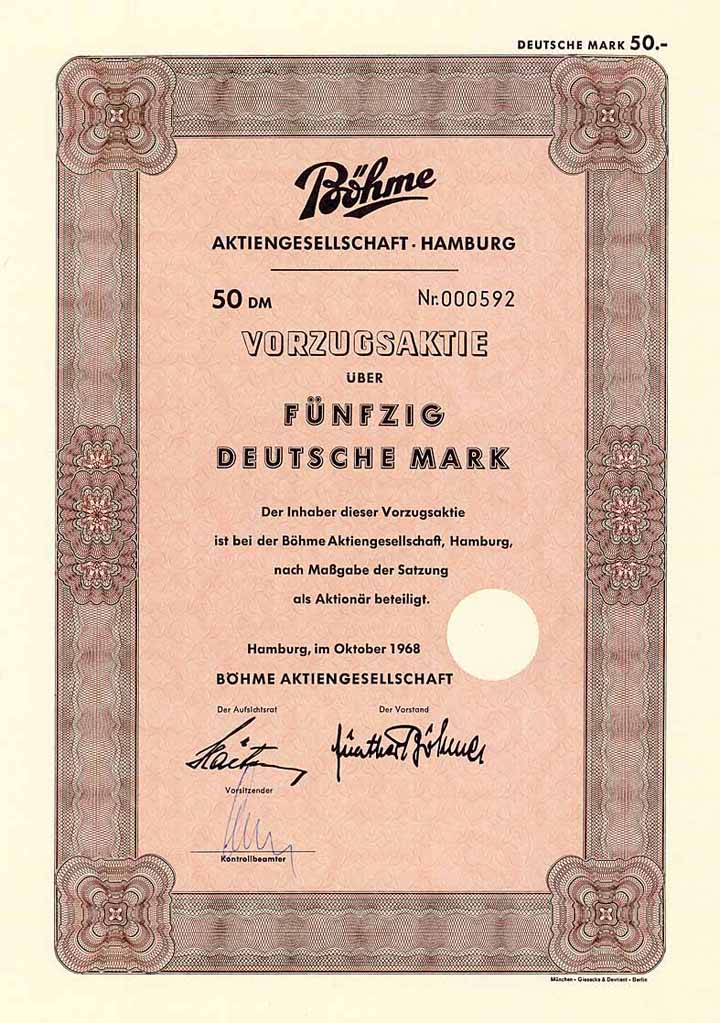 DEUTSCHE MARK 50.-
Böhme
AKTIENGESELLSCHAFT · HAMBURG
50 DM Nr. 000592
VORZUGSAKTIE
ÜBER
FÜNFZIG
DEUTSCHE MARK
Der Inhaber dieser Vorzugsaktie
ist bei der Böhme Aktiengesellschaft, Hamburg,
nach Maßgabe der Satzung
als Aktionär beteiligt.
Hamburg, im Oktober 1968
BÖHME AKTIENGESELLSCHAFT
Der Aufsichtsrat Der Vorstand
Günther Böhme
Vorsitzender
Kontrollbeamter
München - Giesecke & Devrient - Berlin